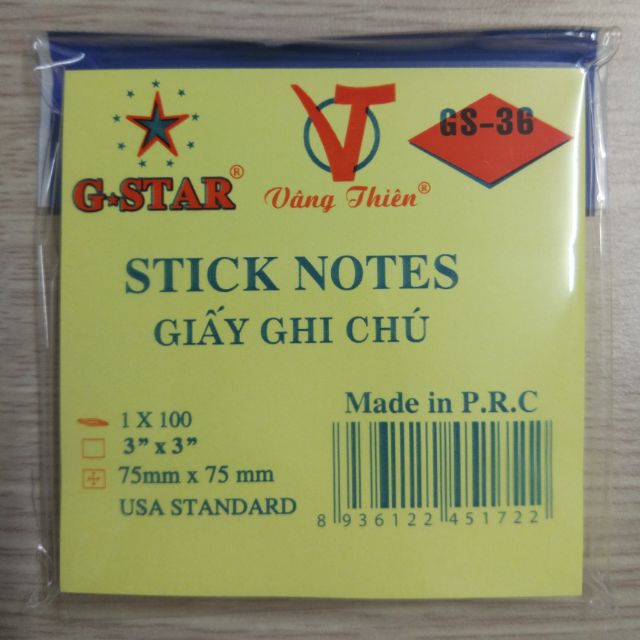 G★STAR®
Vâng Thiên®
GS-36
STICK NOTES
GIẤY GHI CHÚ
1 X 100
3" x 3"
75mm x 75 mm
USA STANDARD
Made in P.R.C
8 936122 451722